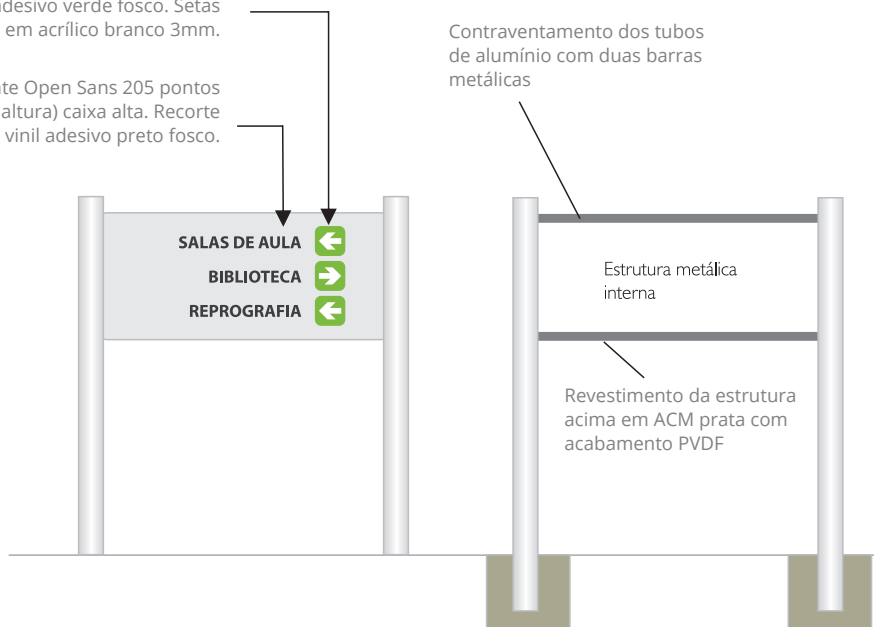 adesivo verde fosco. Setas
em acrílico branco 3mm.
te Open Sans 205 pontos
altura) caixa alta. Recorte
vinil adesivo preto fosco.
SALAS DE AULA
BIBLIOTECA
REPROGRAFIA
Contraventamento dos tubos
de alumínio com duas barras
metálicas
Estrutura metálica
interna
Revestimento da estrutura
acima em ACM prata com
acabamento PVDF